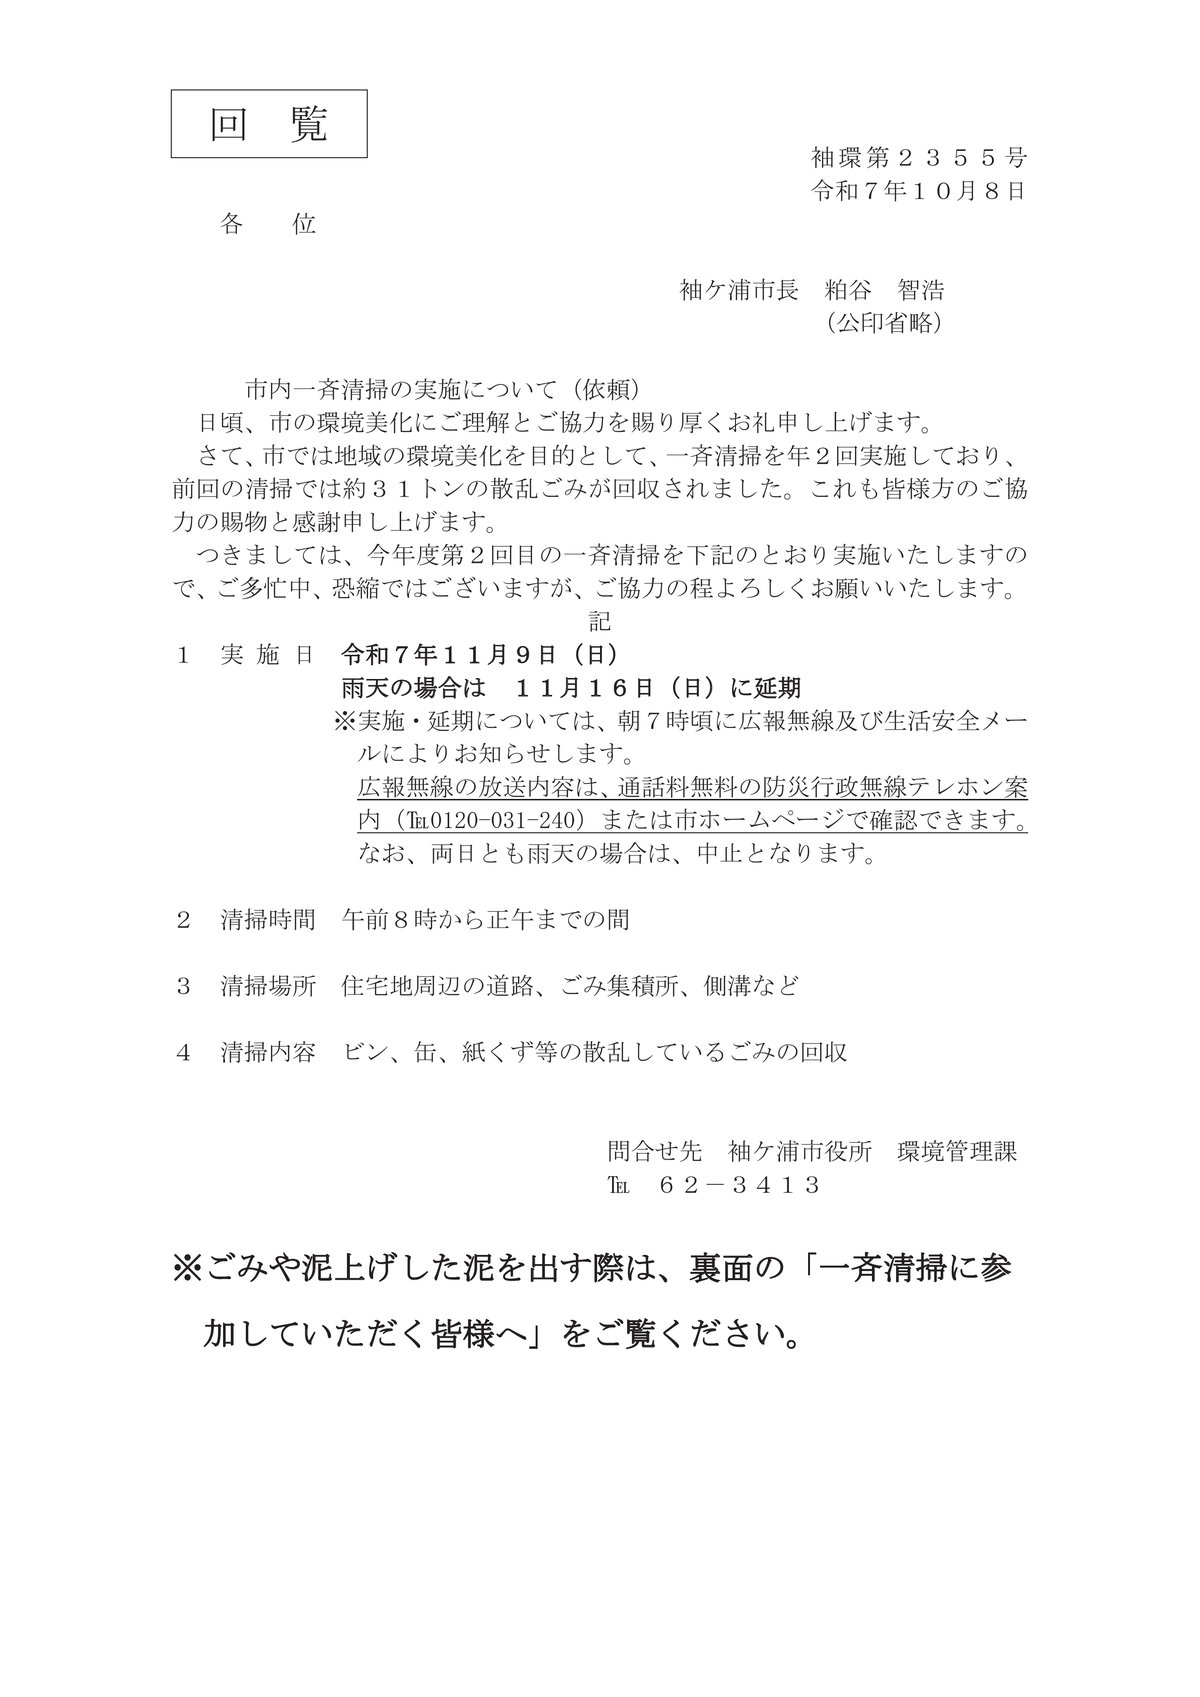 回　覧
袖環第２３５５号
令和７年１０月８日
各　　位
袖ケ浦市長　粕谷　智浩
（公印省略）
市内一斉清掃の実施について（依頼）
日頃、市の環境美化にご理解とご協力を賜り厚くお礼申し上げます。
さて、市では地域の環境美化を目的として、一斉清掃を年２回実施しており、
前回の清掃では約３１トンの散乱ごみが回収されました。これも皆様方のご協
力の賜物と感謝申し上げます。
つきましては、今年度第２回目の一斉清掃を下記のとおり実施いたしますの
で、ご多忙中、恐縮ではございますが、ご協力の程よろしくお願いいたします。
記
１　実 施 日　令和７年１１月９日（日）
雨天の場合は　１１月１６日（日）に延期
※実施・延期については、朝７時頃に広報無線及び生活安全メー
ルによりお知らせします。
広報無線の放送内容は、通話料無料の防災行政無線テレホン案
内（℡0120-031-240）または市ホームページで確認できます。
なお、両日とも雨天の場合は、中止となります。
２　清掃時間　午前８時から正午までの間
３　清掃場所　住宅地周辺の道路、ごみ集積所、側溝など
４　清掃内容　ビン、缶、紙くず等の散乱しているごみの回収
問合せ先　袖ケ浦市役所　環境管理課
℡　６２－３４１３
※ごみや泥上げした泥を出す際は、裏面の「一斉清掃に参
加していただく皆様へ」をご覧ください。